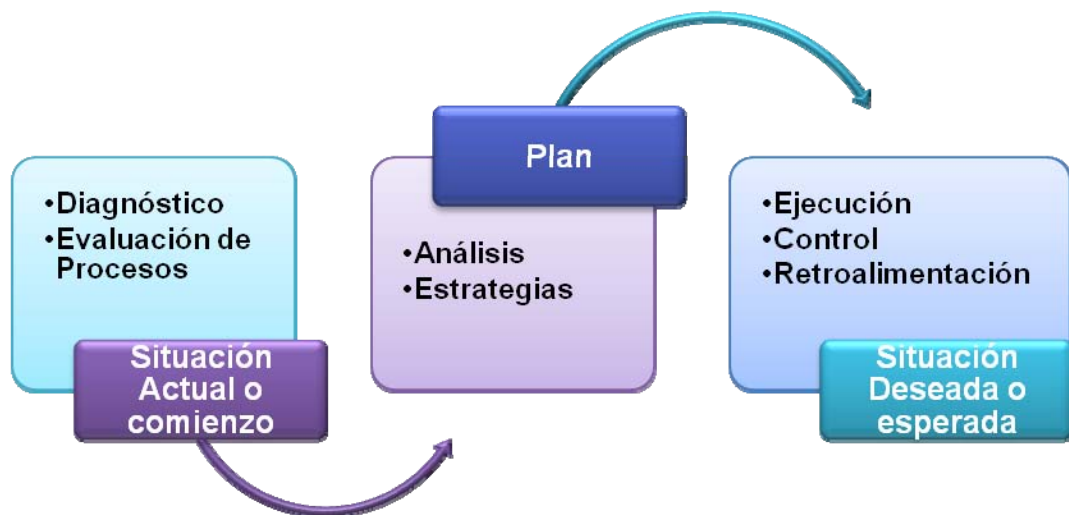 •Diagnóstico
•Evaluación de
Procesos
Situación
Actual o
comienzo
Plan
•Análisis
•Estrategias
•Ejecución
•Control
•Retroalimentación
Situación
Deseada o
esperada